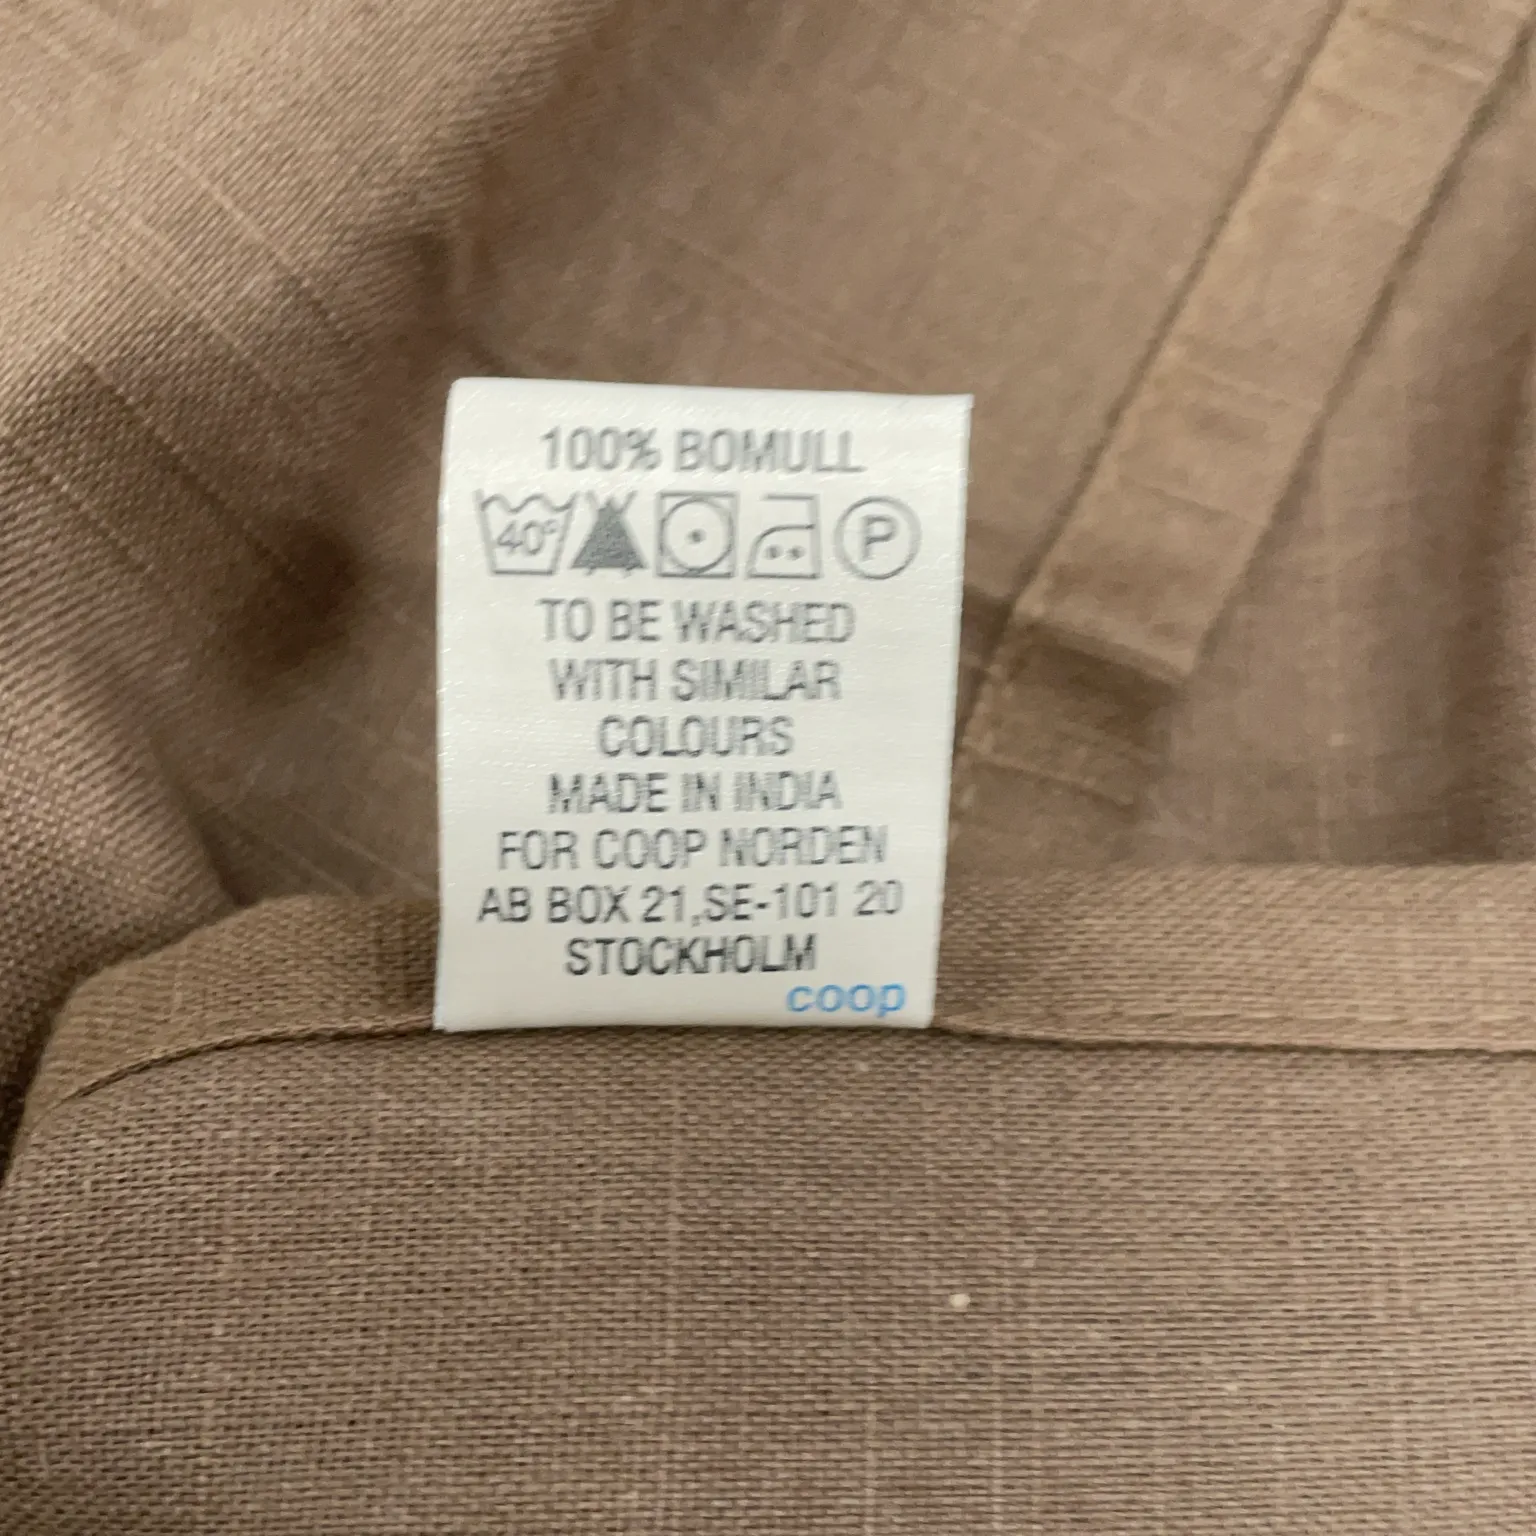 100% BOMULL
40°
P
TO BE WASHED
WITH SIMILAR
COLOURS
MADE IN INDIA
FOR COOP NORDEN
AB BOX 21,SE-101 20
STOCKHOLM
coop